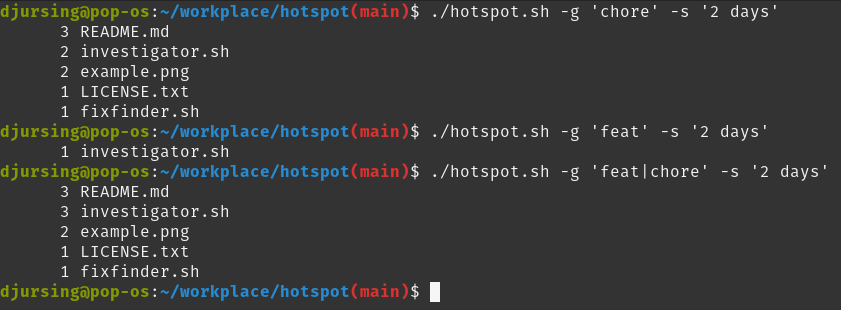 djursing@pop-os:~/workplace/hotspot(main)$ ./hotspot.sh -g 'chore' -s '2 days'
      3 README.md
      2 investigator.sh
      2 example.png
      1 LICENSE.txt
      1 fixfinder.sh
djursing@pop-os:~/workplace/hotspot(main)$ ./hotspot.sh -g 'feat' -s '2 days'
      1 investigator.sh
djursing@pop-os:~/workplace/hotspot(main)$ ./hotspot.sh -g 'feat|chore' -s '2 days'
      3 README.md
      3 investigator.sh
      2 example.png
      1 LICENSE.txt
      1 fixfinder.sh
djursing@pop-os:~/workplace/hotspot(main)$